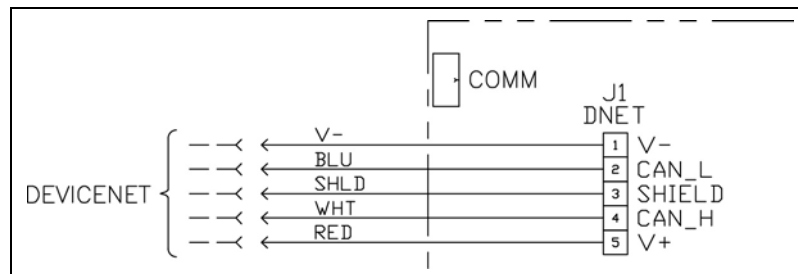 COMM
J1
DNET
V- 1 V-
BLU 2 CAN_L
DEVICENET SHLD 3 SHIELD
WHT 4 CAN_H
RED 5 V+